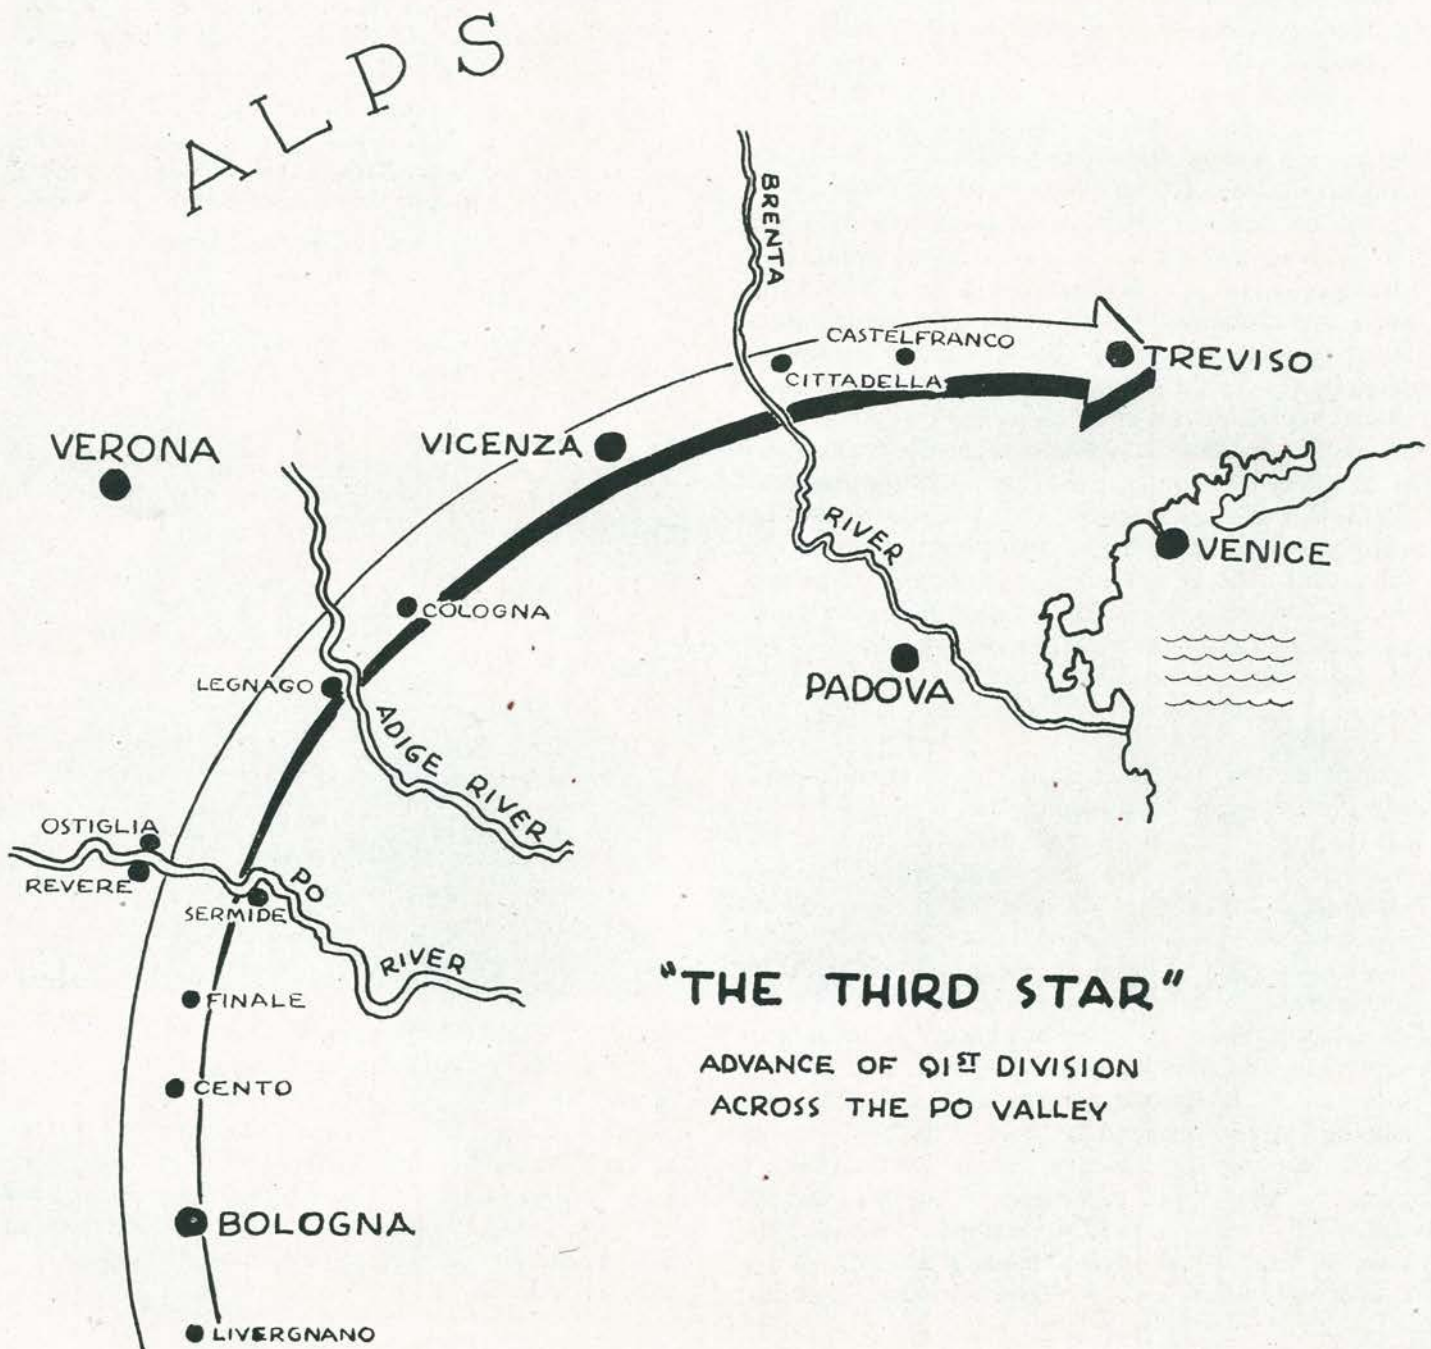 ALPS
BRENTA
RIVER
CASTELFRANCO
TREVISO
CITTADELLA
VERONA
VICENZA
VENICE
COLOGNA
PADOVA
LEGNAGO
ADIGE RIVER
OSTIGLIA
REVERE
PO
RIVER
SERMIDE
"THE THIRD STAR"
FINALE
ADVANCE OF 91ST DIVISION
ACROSS THE PO VALLEY
CENTO
BOLOGNA
LIVERGNANO